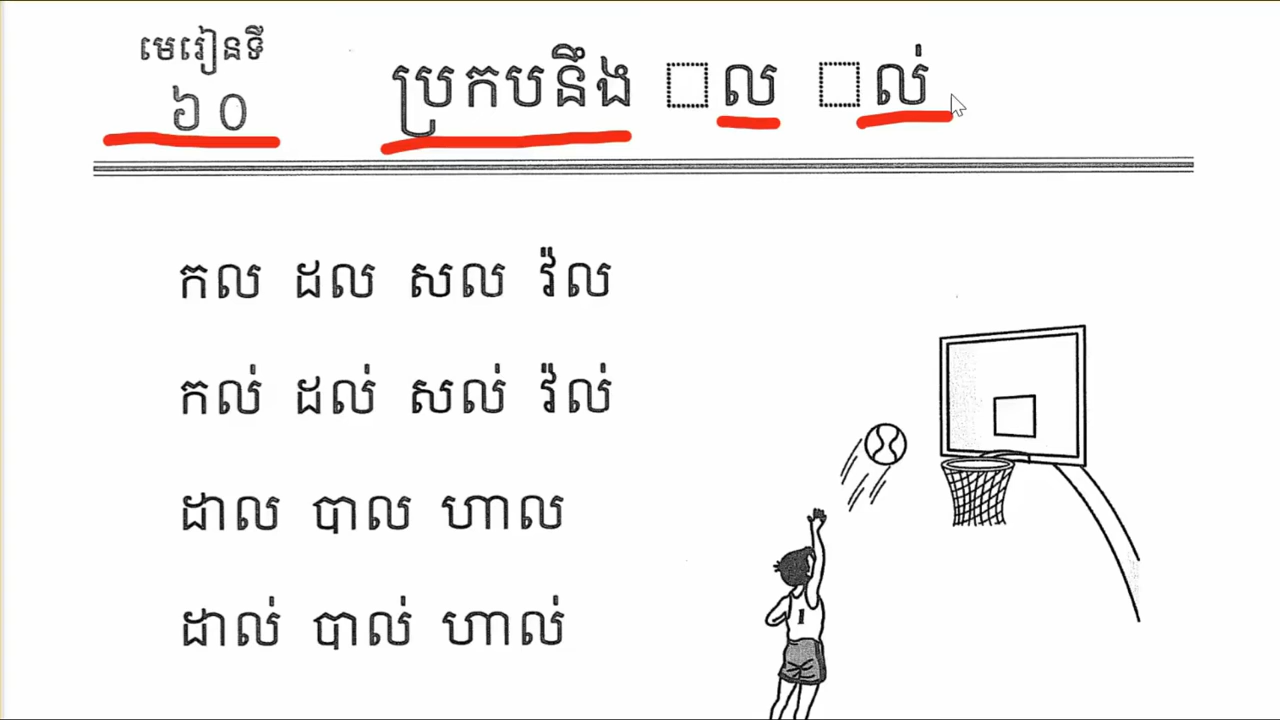 មេរៀនទី
៦០
ប្រកបនឹង ល ល់
កល ដល សល វ៉ល
កល់ ដល់ សល់ វ៉ល់
ដាល បាល ហាល
ដាល់ បាល់ ហាល់
1